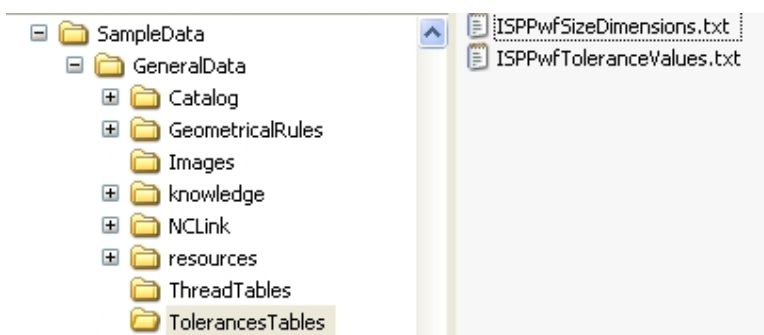 SampleData
GeneralData
Catalog
GeometricalRules
Images
knowledge
NCLink
resources
ThreadTables
TolerancesTables
ISPPwfSizeDimensions.txt
ISPPwfToleranceValues.txt